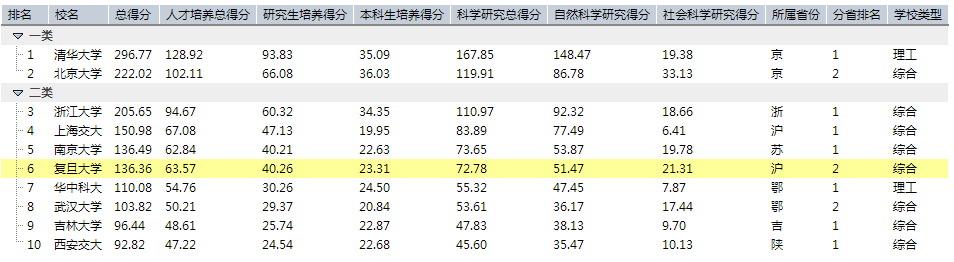 排名 校名 总得分 人才培养总得分 研究生培养得分 本科生培养得分 科学研究总得分 自然科学研究得分 社会科学研究得分 所属省份 分省排名 学校类型
一类
1 清华大学 296.77 128.92 93.83 35.09 167.85 148.47 19.38 京 1 理工
2 北京大学 222.02 102.11 66.08 36.03 119.91 86.78 33.13 京 2 综合
二类
3 浙江大学 205.65 94.67 60.32 34.35 110.97 92.32 18.66 浙 1 综合
4 上海交大 150.98 67.08 47.13 19.95 83.89 77.49 6.41 沪 1 综合
5 南京大学 136.49 62.84 40.21 22.63 73.65 53.87 19.78 苏 1 综合
6 复旦大学 136.36 63.57 40.26 23.31 72.78 51.47 21.31 沪 2 综合
7 华中科大 110.08 54.76 30.26 24.50 55.32 47.45 7.87 鄂 1 理工
8 武汉大学 103.82 50.21 29.37 20.84 53.61 36.17 17.44 鄂 2 综合
9 吉林大学 96.44 48.61 25.74 22.87 47.83 38.13 9.70 吉 1 综合
10 西安交大 92.82 47.22 24.54 22.68 45.60 35.47 10.13 陕 1 综合